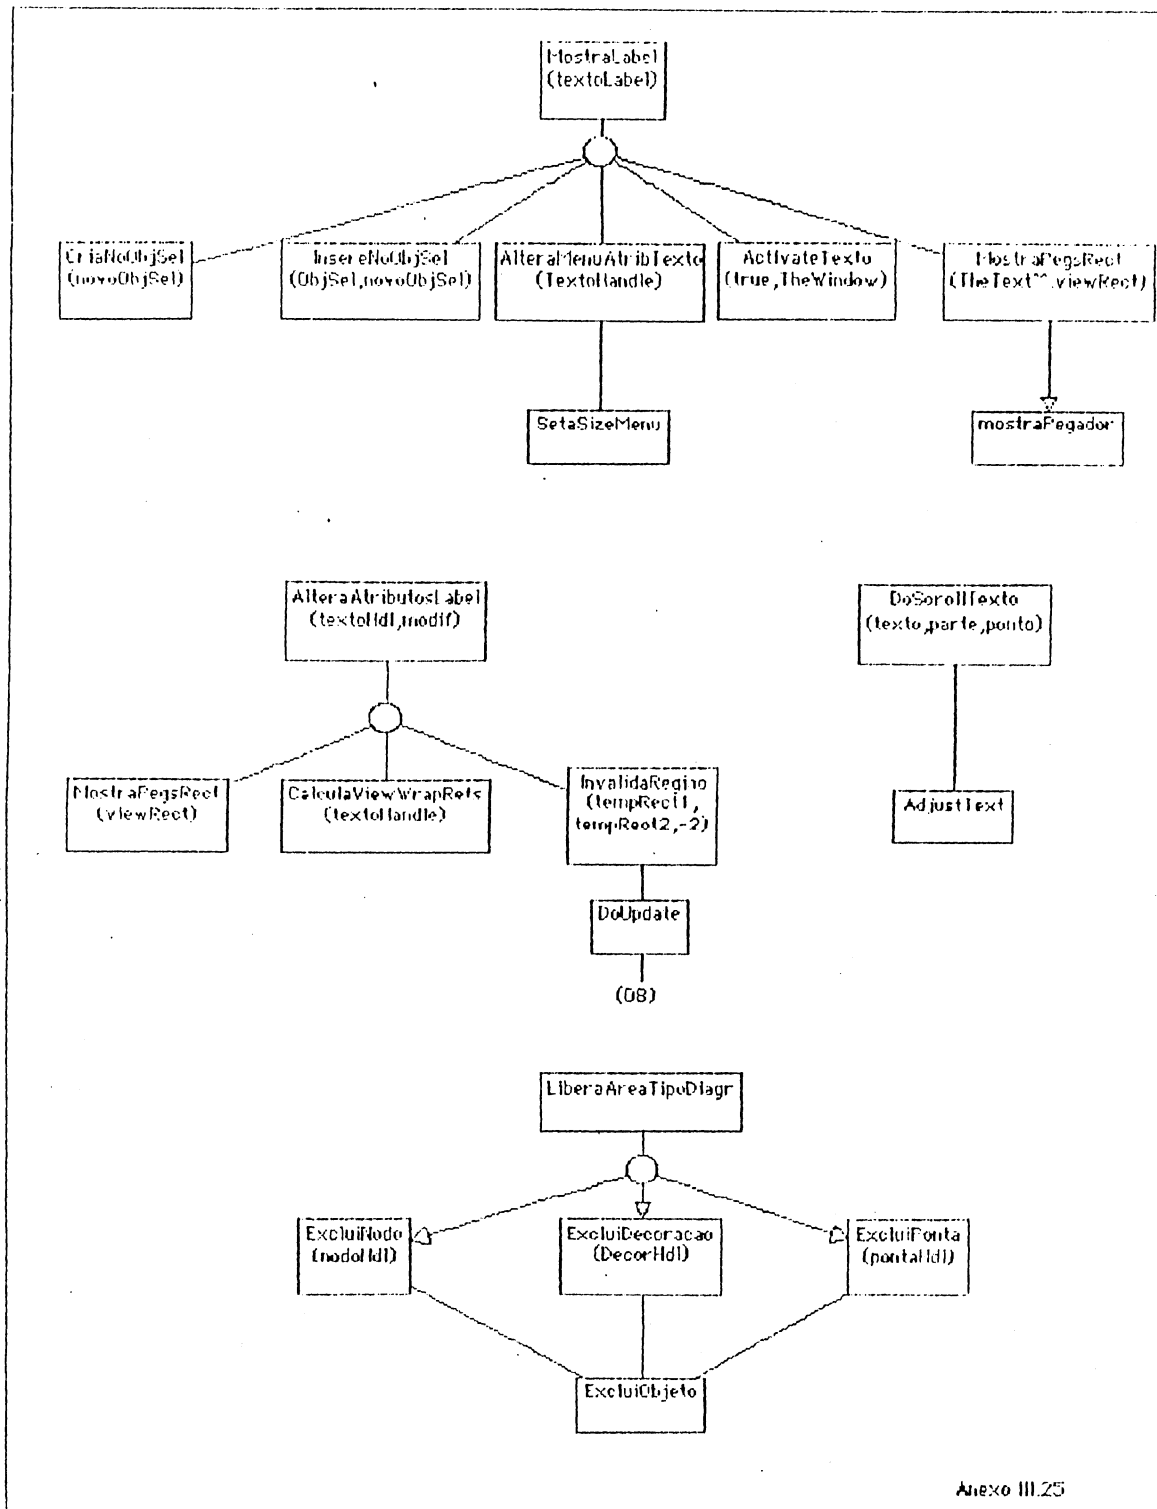 MostraLabel
(textoLabel)
CriaNoObjSel
(novoObjSel)
InsereNoObjSel
(ObjSel,novoObjSel)
AlteraMenuAtribTexto
(TextoHandle)
ActivateTexto
(true,TheWindow)
MostraPegsRect
(TheText^^.viewRect)
SetaSizeMenu
mostraPegador
AlteraAtributosLabel
(textoHdl,modif)
DoScrollTexto
(texto,parte,ponto)
MostraPegsRect
(viewRect)
CalculaViewWrapRets
(textoHandle)
InvalidaRegiao
(tempRect1,
tempRect2,-2)
AdjustText
DoUpdate
(08)
LiberaAreaTipoDiagr
ExcluiNodo
(nodoHdl)
ExcluiDecoracao
(DecorHdl)
ExcluiPonta
(pontaHdl)
ExcluiObjeto
Anexo III.25